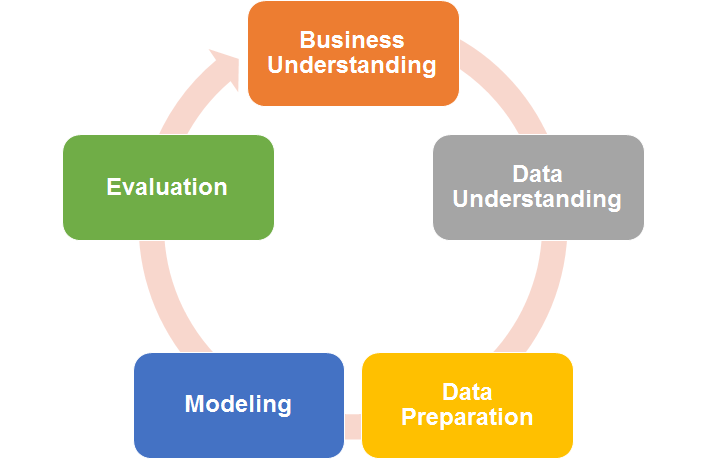 Business
Understanding
Data
Understanding
Data
Preparation
Modeling
Evaluation